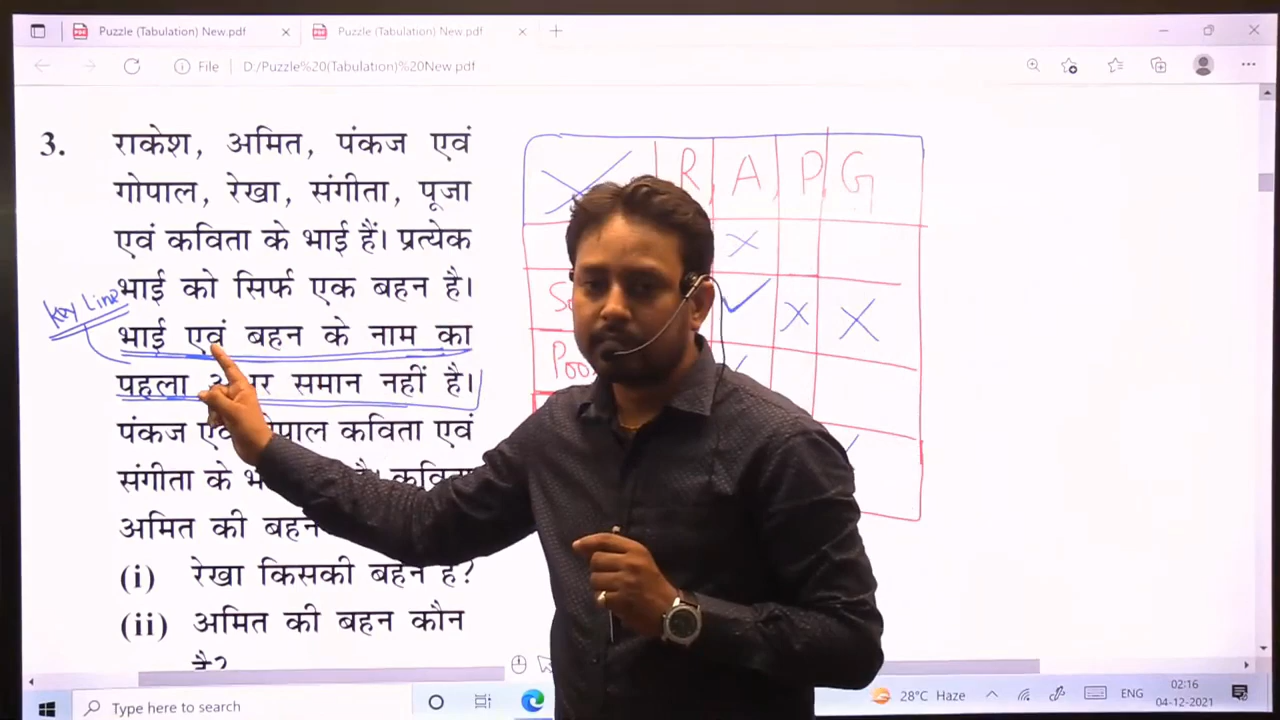 Puzzle (Tabulation) New.pdf
Puzzle (Tabulation) New.pdf
File D:/Puzzle%20(Tabulation)%20New.pdf
3. राकेश, अमित, पंकज एवं
गोपाल, रेखा, संगीता, पूजा
एवं कविता के भाई हैं। प्रत्येक
भाई को सिर्फ एक बहन है।
Key Line
भाई एवं बहन के नाम का
पहला समान नहीं है।
पंकज कविता एवं
संगीता के
अमित की बहन
(i) रेखा किसकी बहन है?
(ii) अमित की बहन कौन
है?
R A P G
Type here to search
28°C Haze
ENG
02:16
04-12-2021